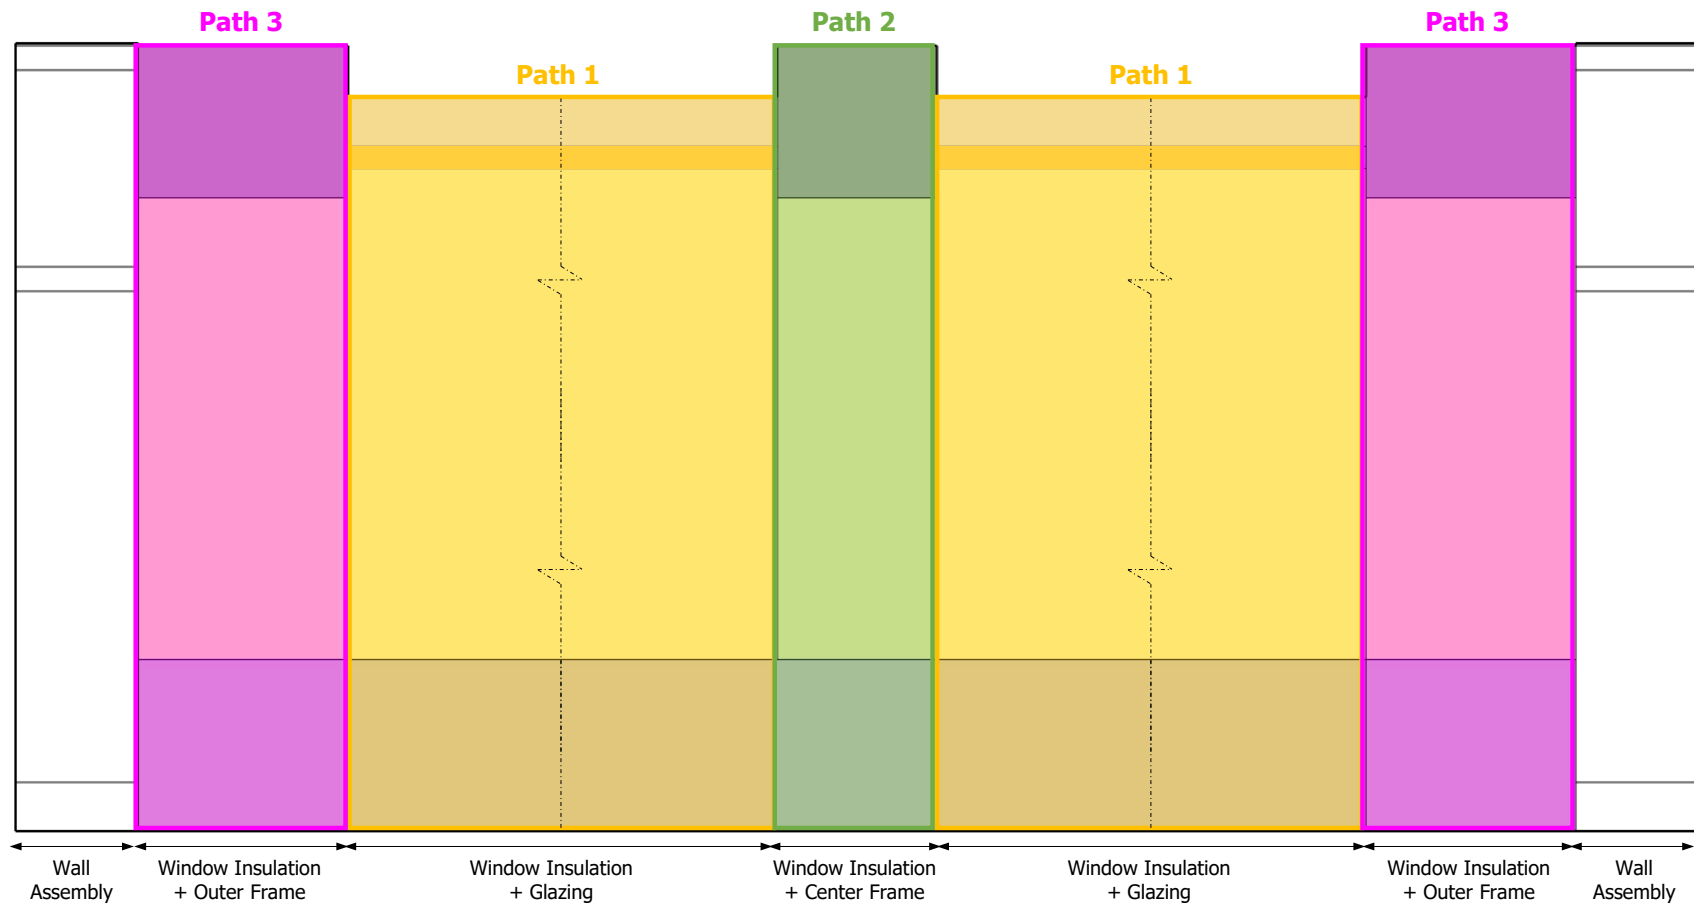 Path 3
Path 2
Path 3
Path 1
Path 1
Wall
Assembly
Window Insulation
+ Outer Frame
Window Insulation
+ Glazing
Window Insulation
+ Center Frame
Window Insulation
+ Glazing
Window Insulation
+ Outer Frame
Wall
Assembly